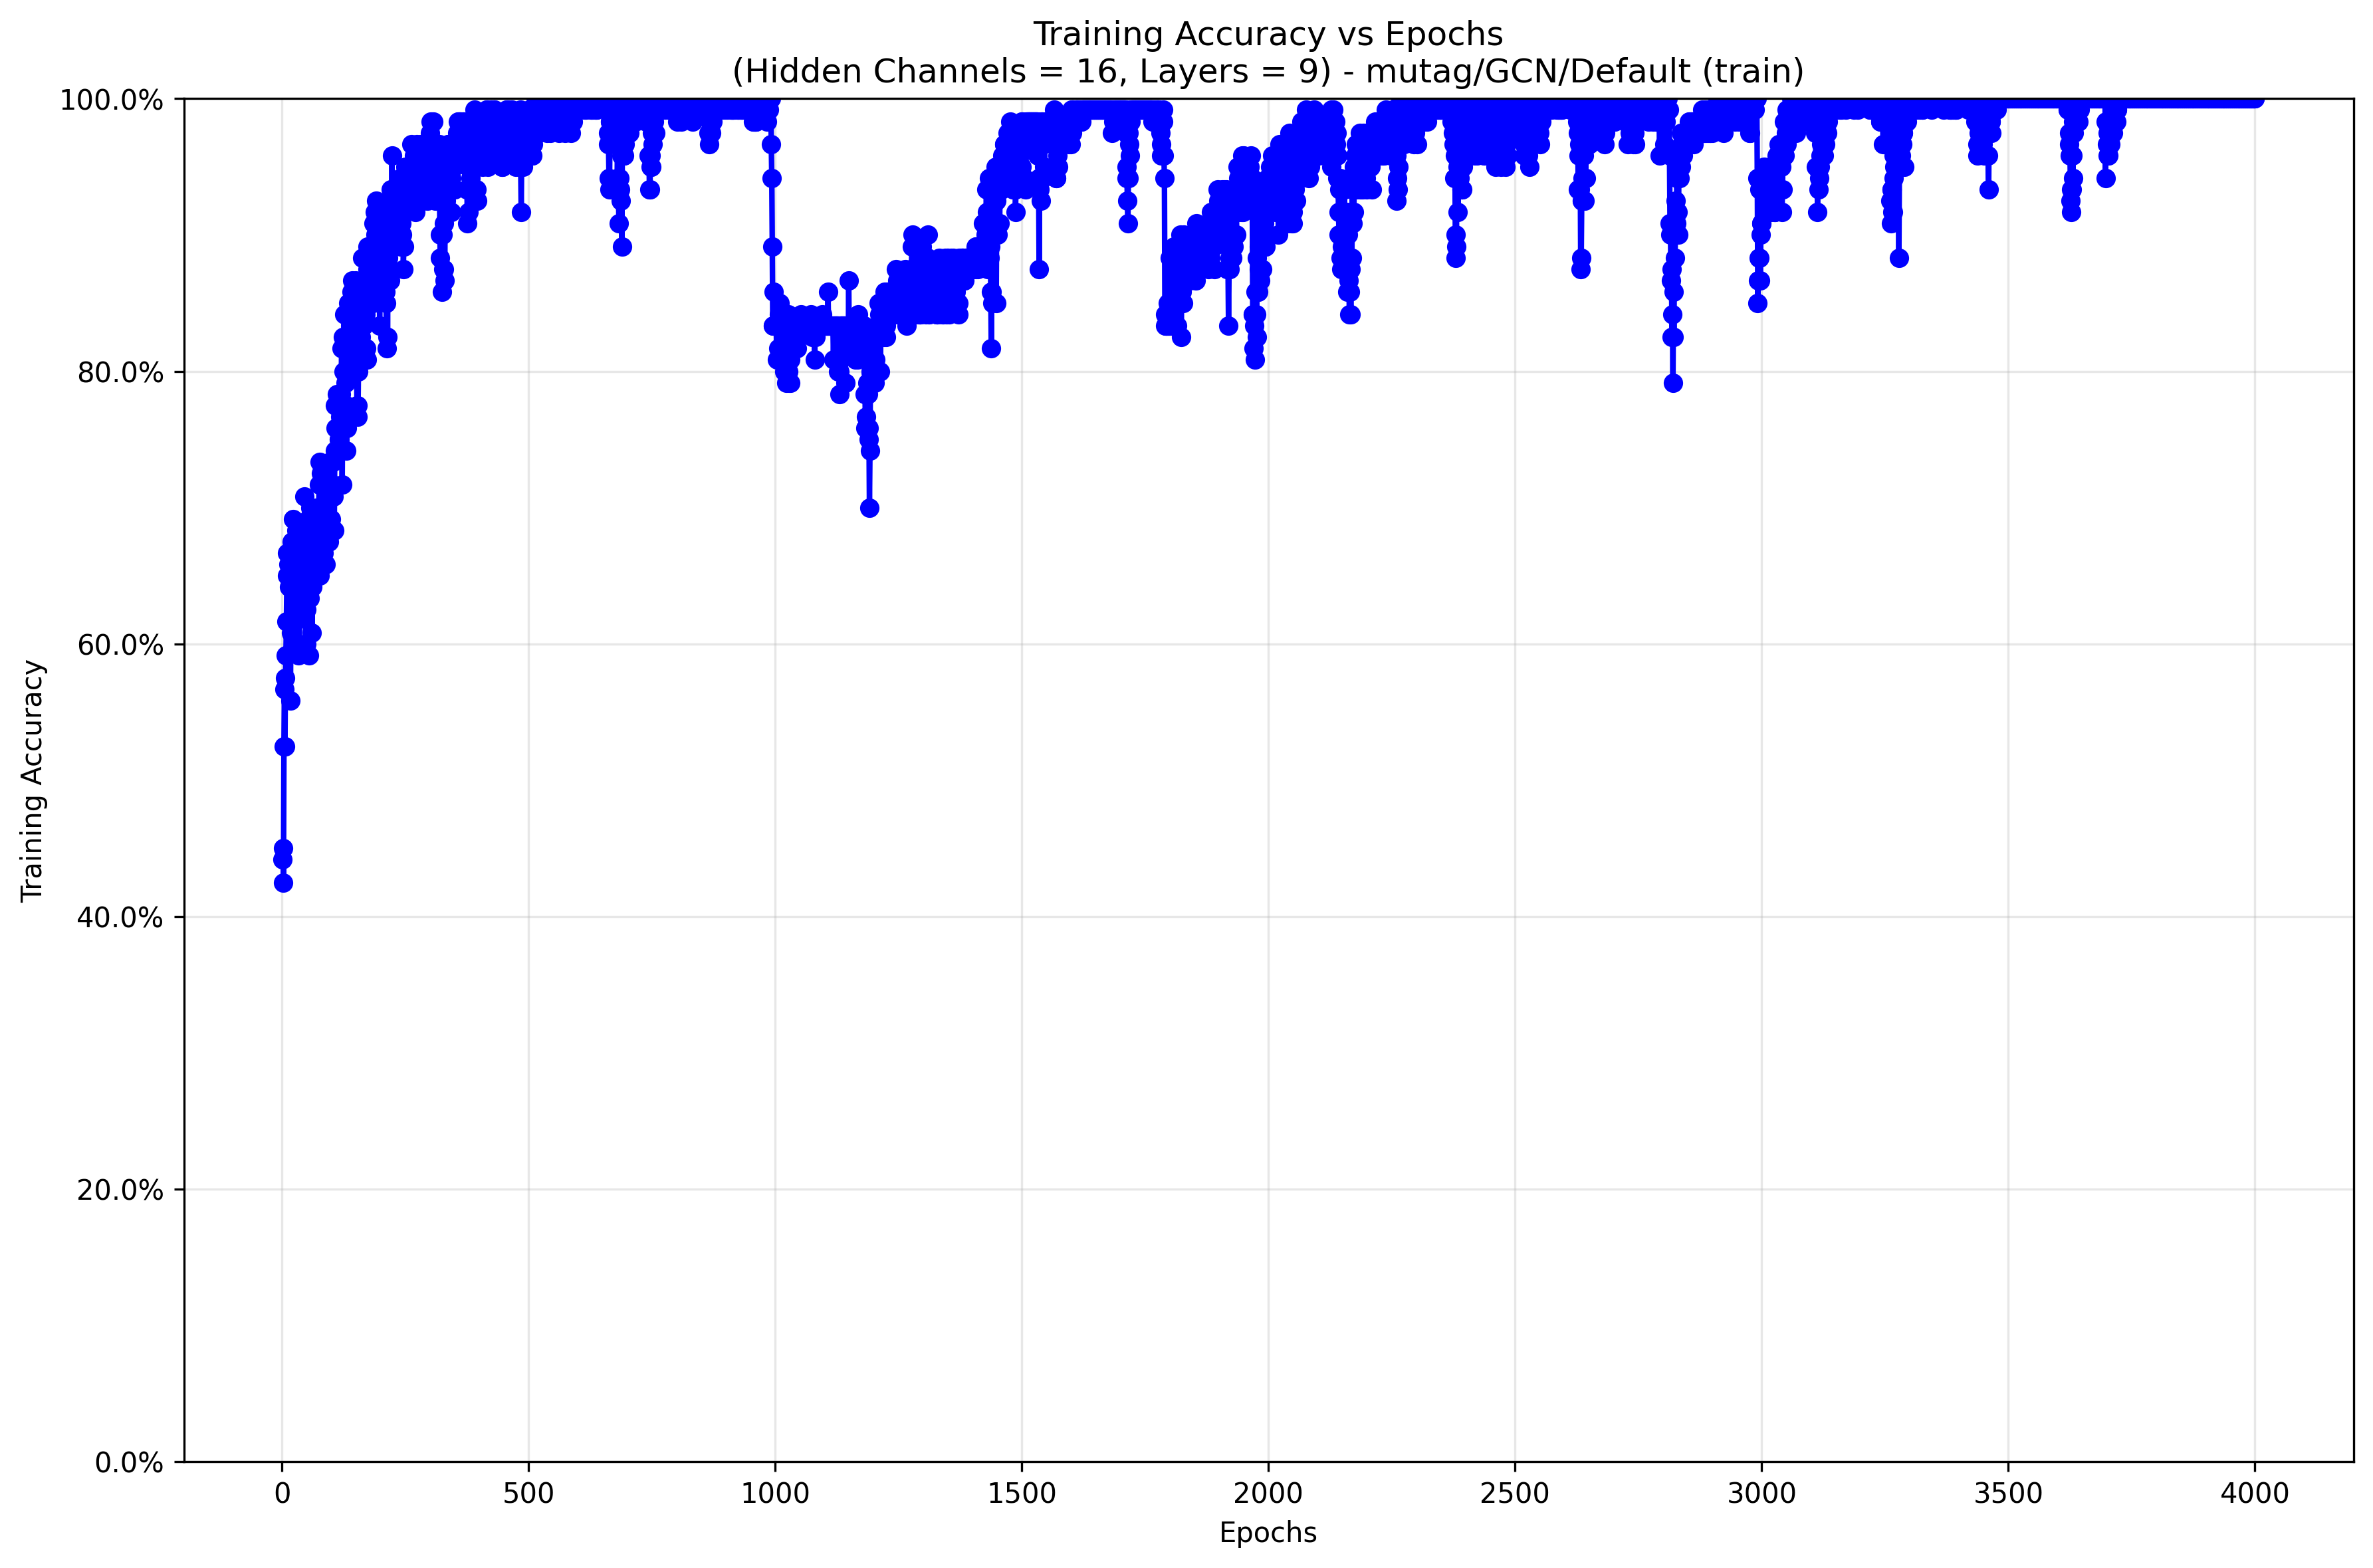 Training Accuracy vs Epochs
(Hidden Channels = 16, Layers = 9) - mutag/GCN/Default (train)
100.0%
80.0%
60.0%
40.0%
20.0%
0.0%
Training Accuracy
0 500 1000 1500 2000 2500 3000 3500 4000
Epochs